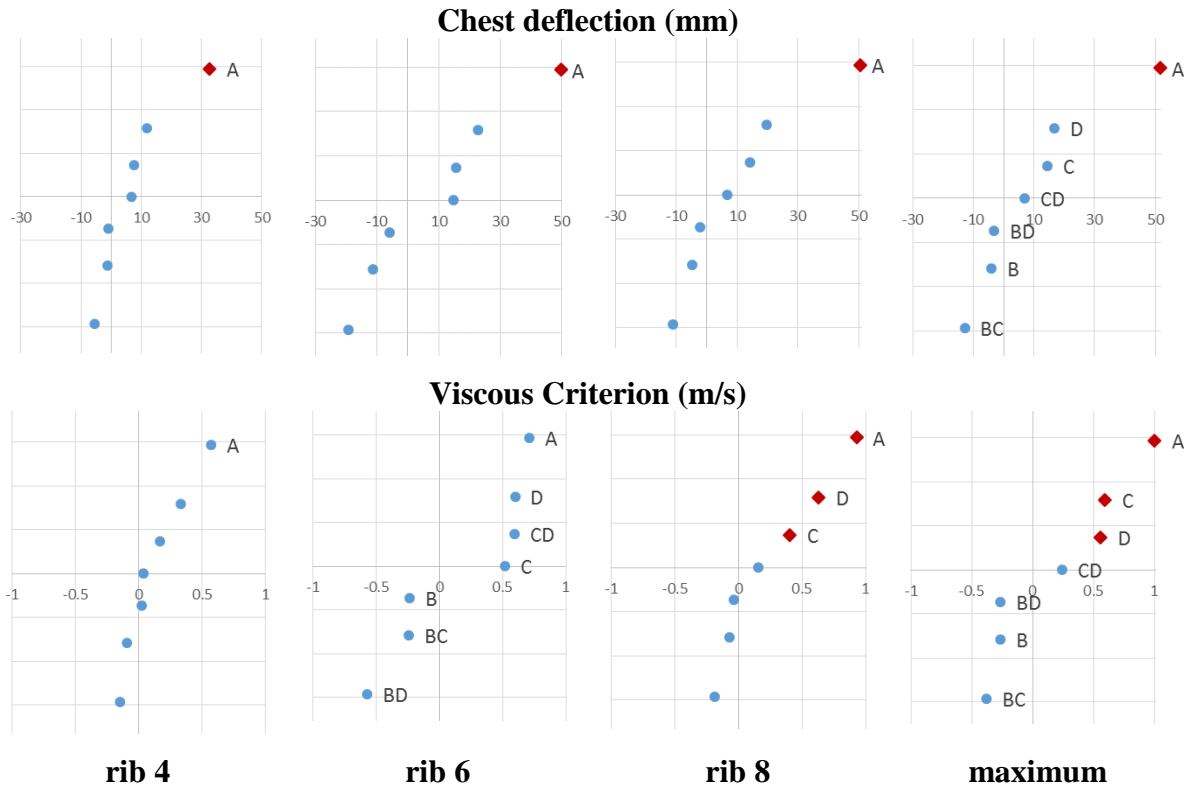 Chest deflection (mm)
A
-30 -10 10 30 50
A
-30 -10 10 30 50
A
-30 -10 10 30 50
A
D
C
CD
-30 -10 10 30 50
BD
B
BC
Viscous Criterion (m/s)
A
-1 -0.5 0 0.5 1
A
D
CD
C
-1 -0.5 0 0.5 1
B
BC
BD
A
D
C
-1 -0.5 0 0.5 1
A
C
D
CD
-1 -0.5 0 0.5 1
BD
B
BC
rib 4 rib 6 rib 8 maximum